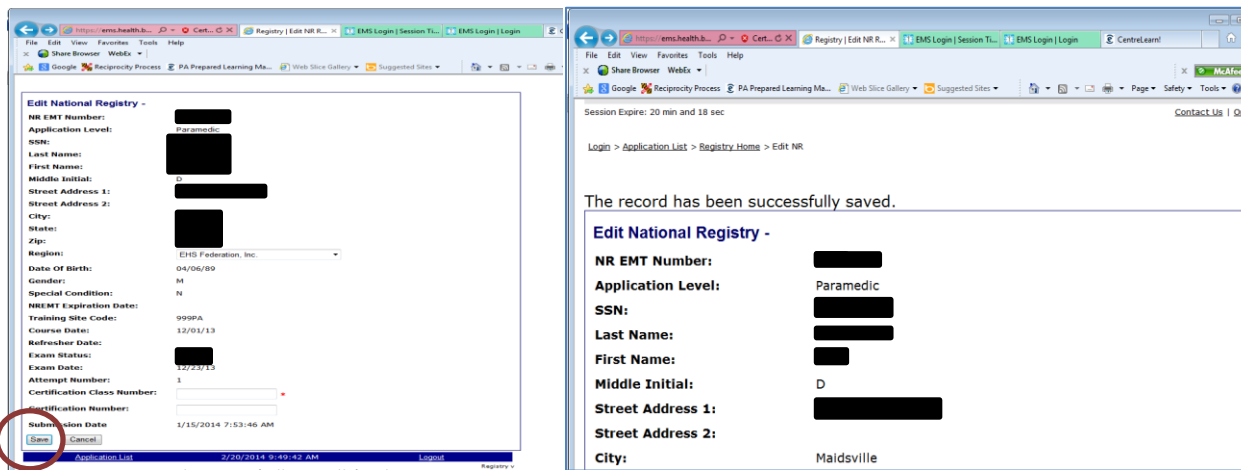 https://ems.health.b... Cert... Registry | Edit NR R... EMS Login | Session Ti... EMS Login | Login
File Edit View Favorites Tools Help
Share Browser WebEx
Google Reciprocity Process PA Prepared Learning Ma... Web Slice Gallery Suggested Sites
Edit National Registry -
NR EMT Number:
Application Level: Paramedic
SSN:
Last Name:
First Name:
Middle Initial: D
Street Address 1:
Street Address 2:
City:
State:
Zip:
Region: EHS Federation, Inc.
Date Of Birth: 04/06/89
Gender: M
Special Condition: N
NREMT Expiration Date:
Training Site Code: 999PA
Course Date: 12/01/13
Refresher Date:
Exam Status:
Exam Date: 12/23/13
Attempt Number: 1
Certification Class Number: *
Certification Number:
Submission Date 1/15/2014 7:53:46 AM
Save Cancel
Application List 2/20/2014 9:49:42 AM Logout
Registry v
https://ems.health.b... Cert... Registry | Edit NR R... EMS Login | Session Ti... EMS Login | Login CentreLearn!
File Edit View Favorites Tools Help
Share Browser WebEx McAfee
Google Reciprocity Process PA Prepared Learning Ma... Web Slice Gallery Suggested Sites Page Safety Tools
Session Expire: 20 min and 18 sec Contact Us |
Login > Application List > Registry Home > Edit NR
The record has been successfully saved.
Edit National Registry -
NR EMT Number:
Application Level: Paramedic
SSN:
Last Name:
First Name:
Middle Initial: D
Street Address 1:
Street Address 2:
City: Maidsville